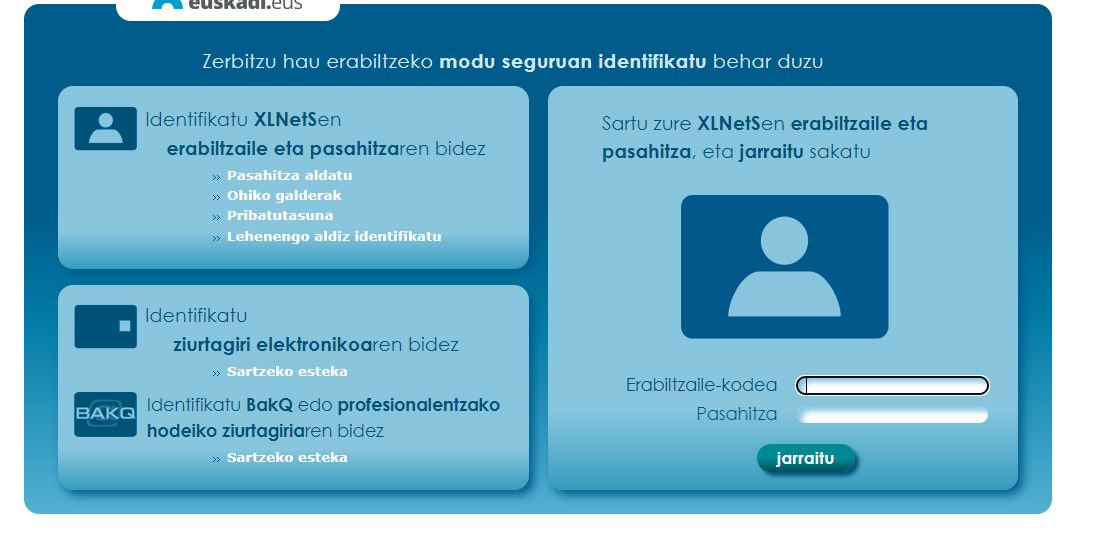 euskadi.eus
Zerbitzu hau erabiltzeko modu seguruan identifikatu behar duzu
Identifikatu XLNetSen
erabiltzaile eta pasahitzaren bidez
›› Pasahitza aldatu
›› Ohiko galderak
›› Pribatutasuna
›› Lehenengo aldiz identifikatu
Identifikatu
ziurtagiri elektronikoaren bidez
›› Sartzeko esteka
BAKQ
Identifikatu BakQ edo profesionalentzako
hodeiko ziurtagiriaren bidez
›› Sartzeko esteka
Sartu zure XLNetSen erabiltzaile eta
pasahitza, eta jarraitu sakatu
Erabiltzaile-kodea
Pasahitza
jarraitu